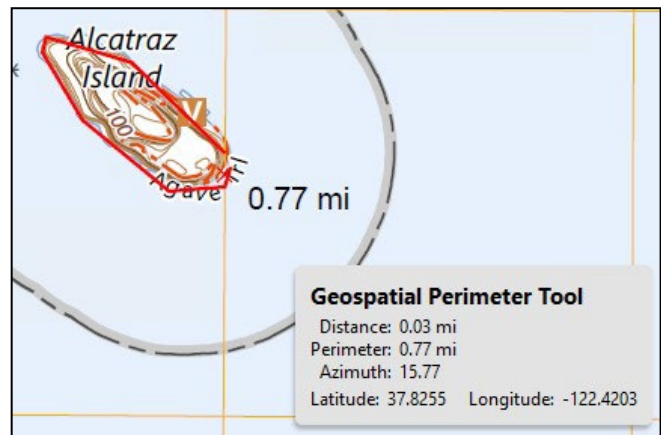 Alcatraz
Island
V
100
Agave Trl
0.77 mi
Geospatial Perimeter Tool
Distance: 0.03 mi
Perimeter: 0.77 mi
Azimuth: 15.77
Latitude: 37.8255 Longitude: -122.4203